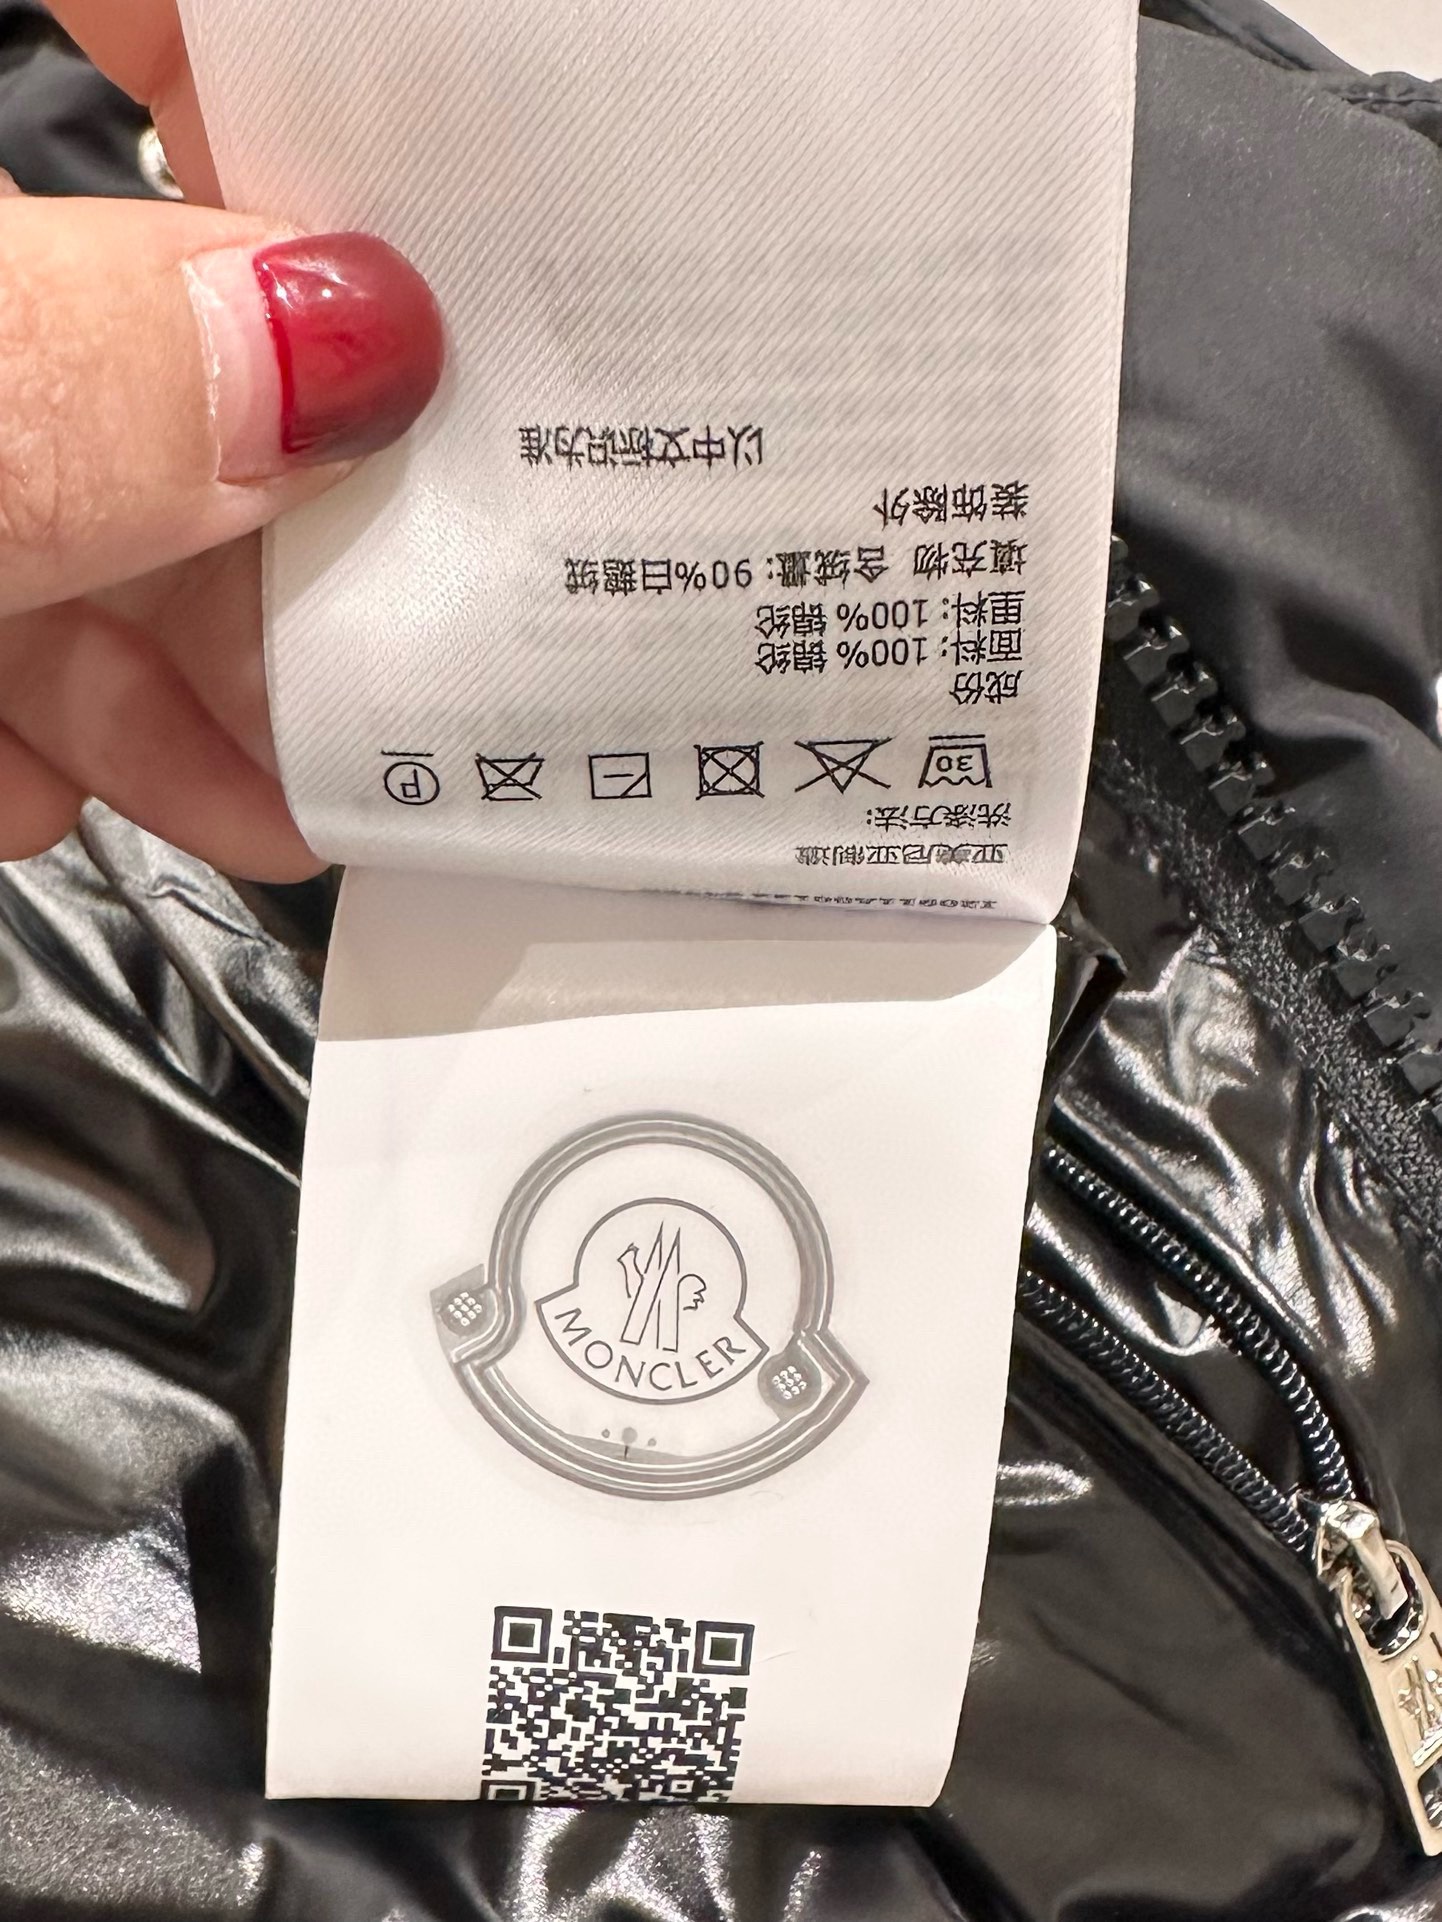 亚美尼亚制造
洗涤方法:
30
P
成份
面料: 100% 锦纶
里料: 100% 锦纶
填充物 含绒量: 90%白鹅绒
装饰除外
以中文标识为准
MONCLER